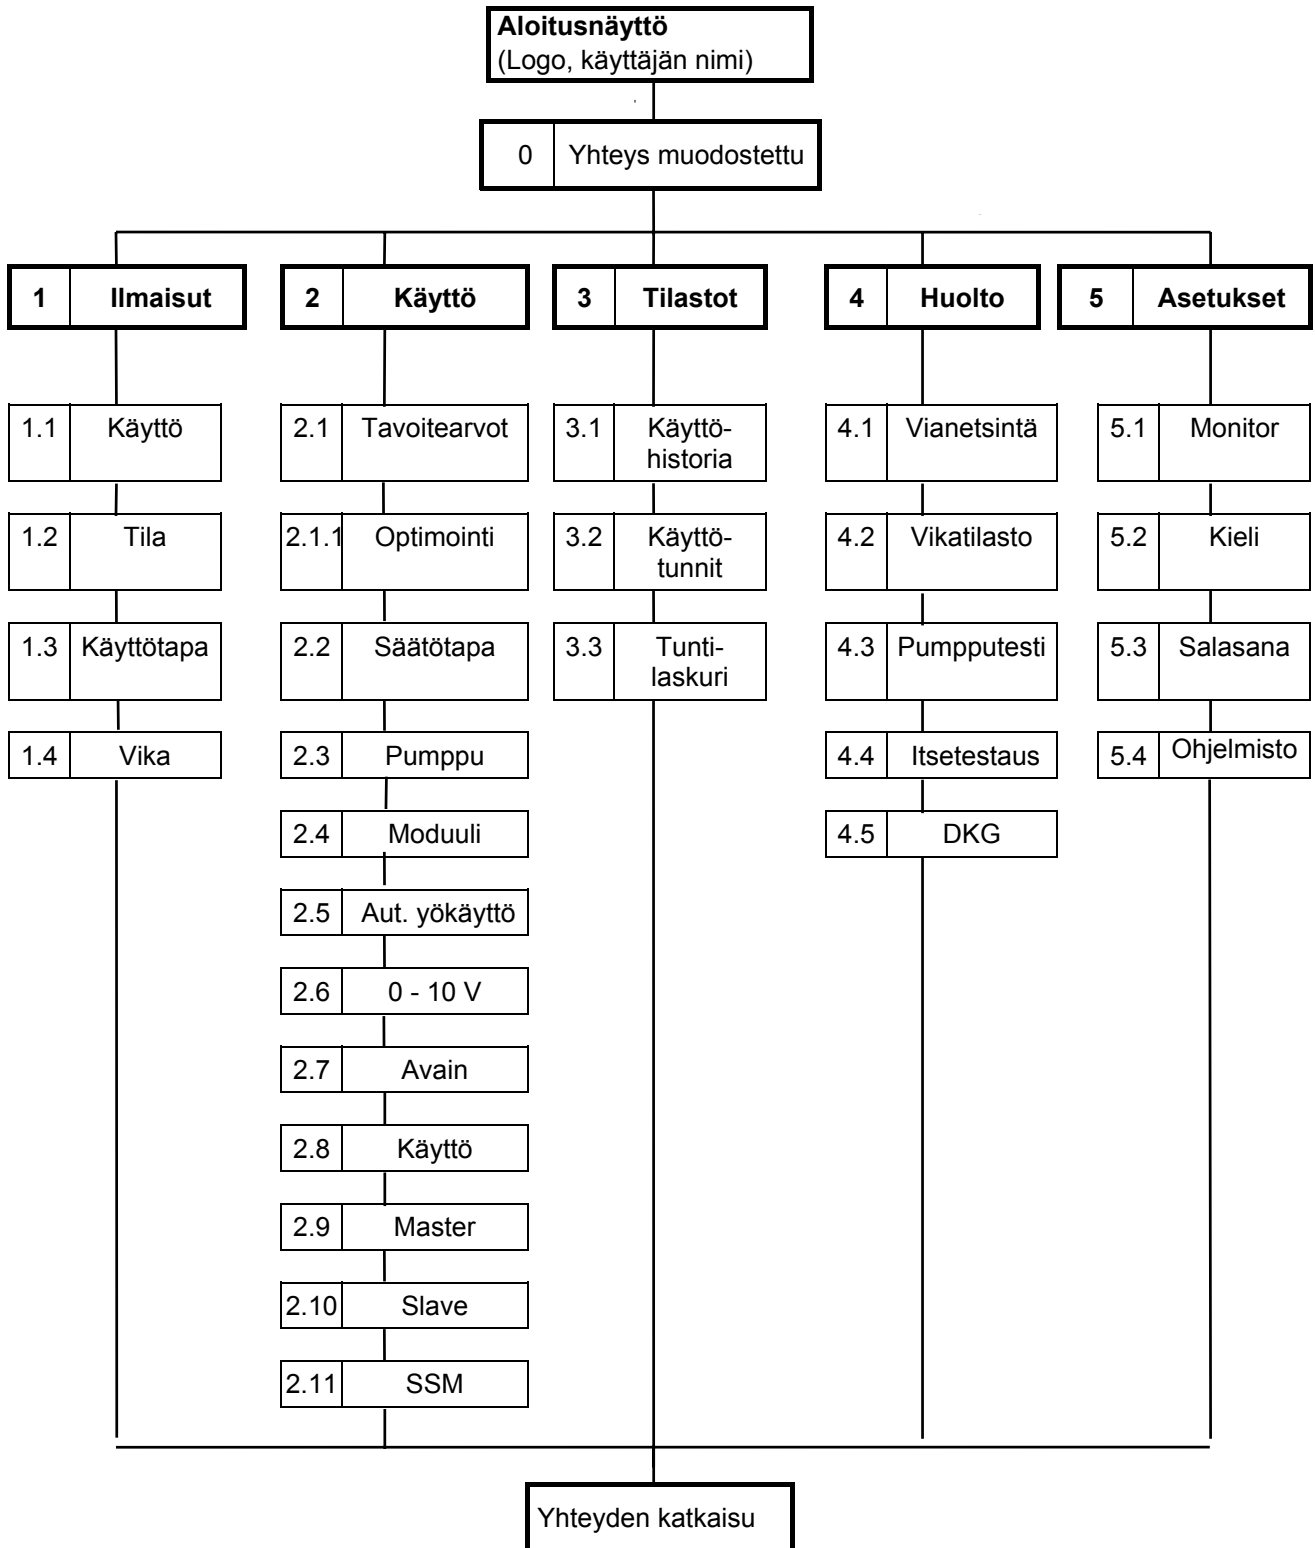 Aloitusnäyttö
(Logo, käyttäjän nimi)
0 Yhteys muodostettu
1 Ilmaisut
2 Käyttö
3 Tilastot
4 Huolto
5 Asetukset
1.1 Käyttö
1.2 Tila
1.3 Käyttötapa
1.4 Vika
2.1 Tavoitearvot
2.1.1 Optimointi
2.2 Säätötapa
2.3 Pumppu
2.4 Moduuli
2.5 Aut. yökäyttö
2.6 0 - 10 V
2.7 Avain
2.8 Käyttö
2.9 Master
2.10 Slave
2.11 SSM
3.1 Käyttö-
historia
3.2 Käyttö-
tunnit
3.3 Tunti-
laskuri
4.1 Vianetsintä
4.2 Vikatilasto
4.3 Pumpputesti
4.4 Itsetestaus
4.5 DKG
5.1 Monitor
5.2 Kieli
5.3 Salasana
5.4 Ohjelmisto
Yhteyden katkaisu